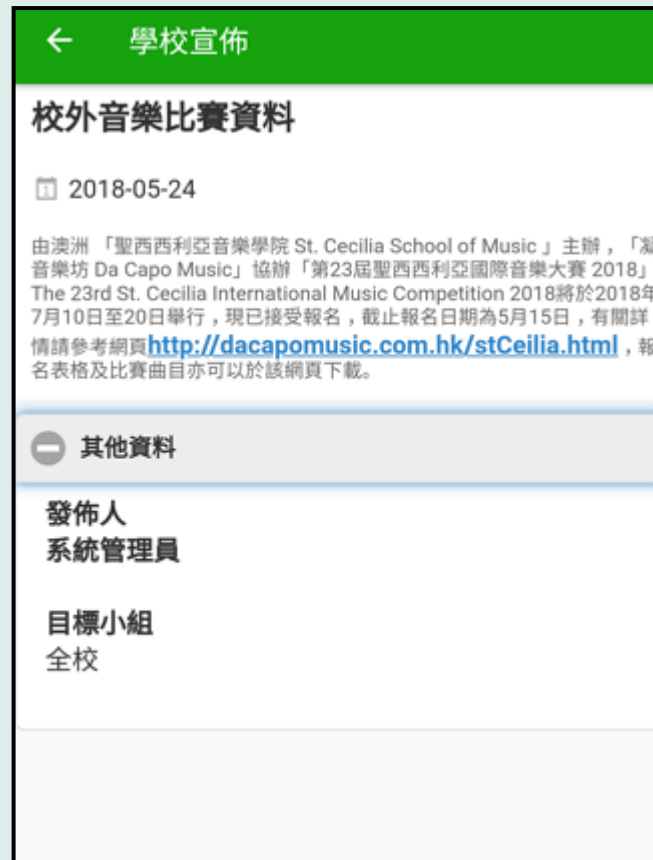 學校宣佈
校外音樂比賽資料
2018-05-24
由澳洲 「聖西西利亞音樂學院 St. Cecilia School of Music 」主辦，「凝
音樂坊 Da Capo Music」協辦「第23屆聖西西利亞國際音樂大賽 2018」
The 23rd St. Cecilia International Music Competition 2018將於2018年
7月10日至20日舉行，現已接受報名，截止報名日期為5月15日，有關詳
情請參考網頁http://dacapomusic.com.hk/stCeilia.html，報
名表格及比賽曲目亦可以於該網頁下載。
其他資料
發佈人
系統管理員
目標小組
全校